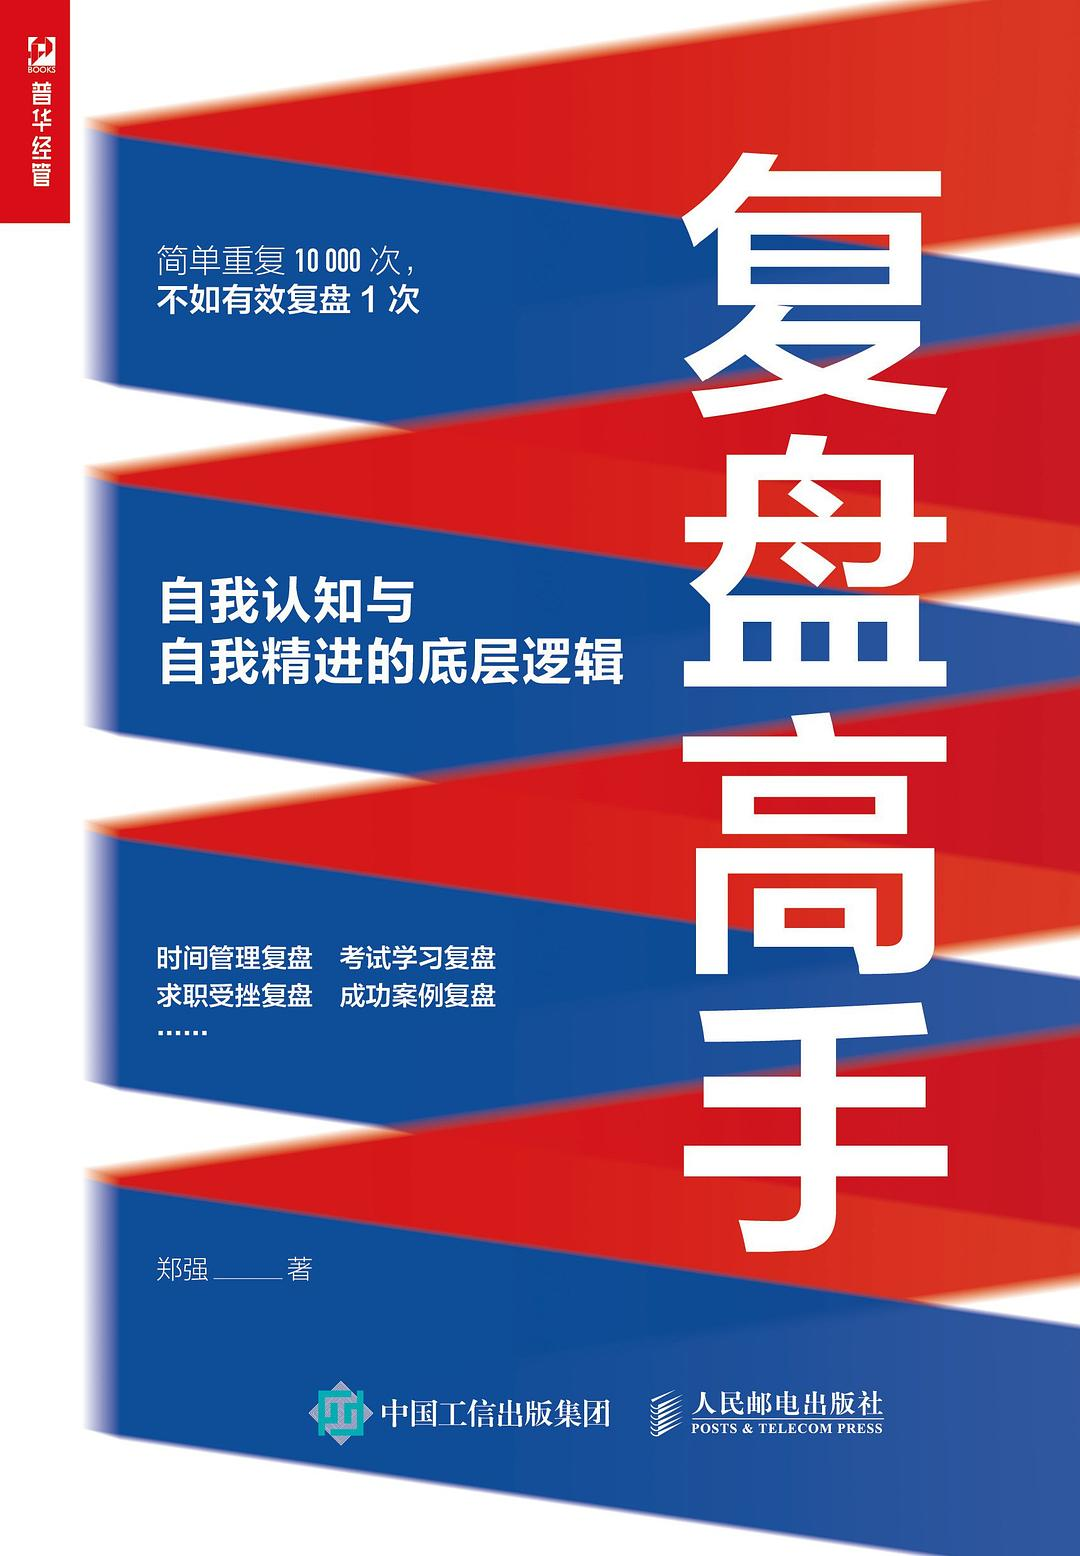 BOOKS
普华经管
简单重复 10 000 次，
不如有效复盘 1 次
复盘高手
自我认知与
自我精进的底层逻辑
时间管理复盘 考试学习复盘
求职受挫复盘 成功案例复盘
……
郑强 著
中国工信出版集团
人民邮电出版社
POSTS & TELECOM PRESS